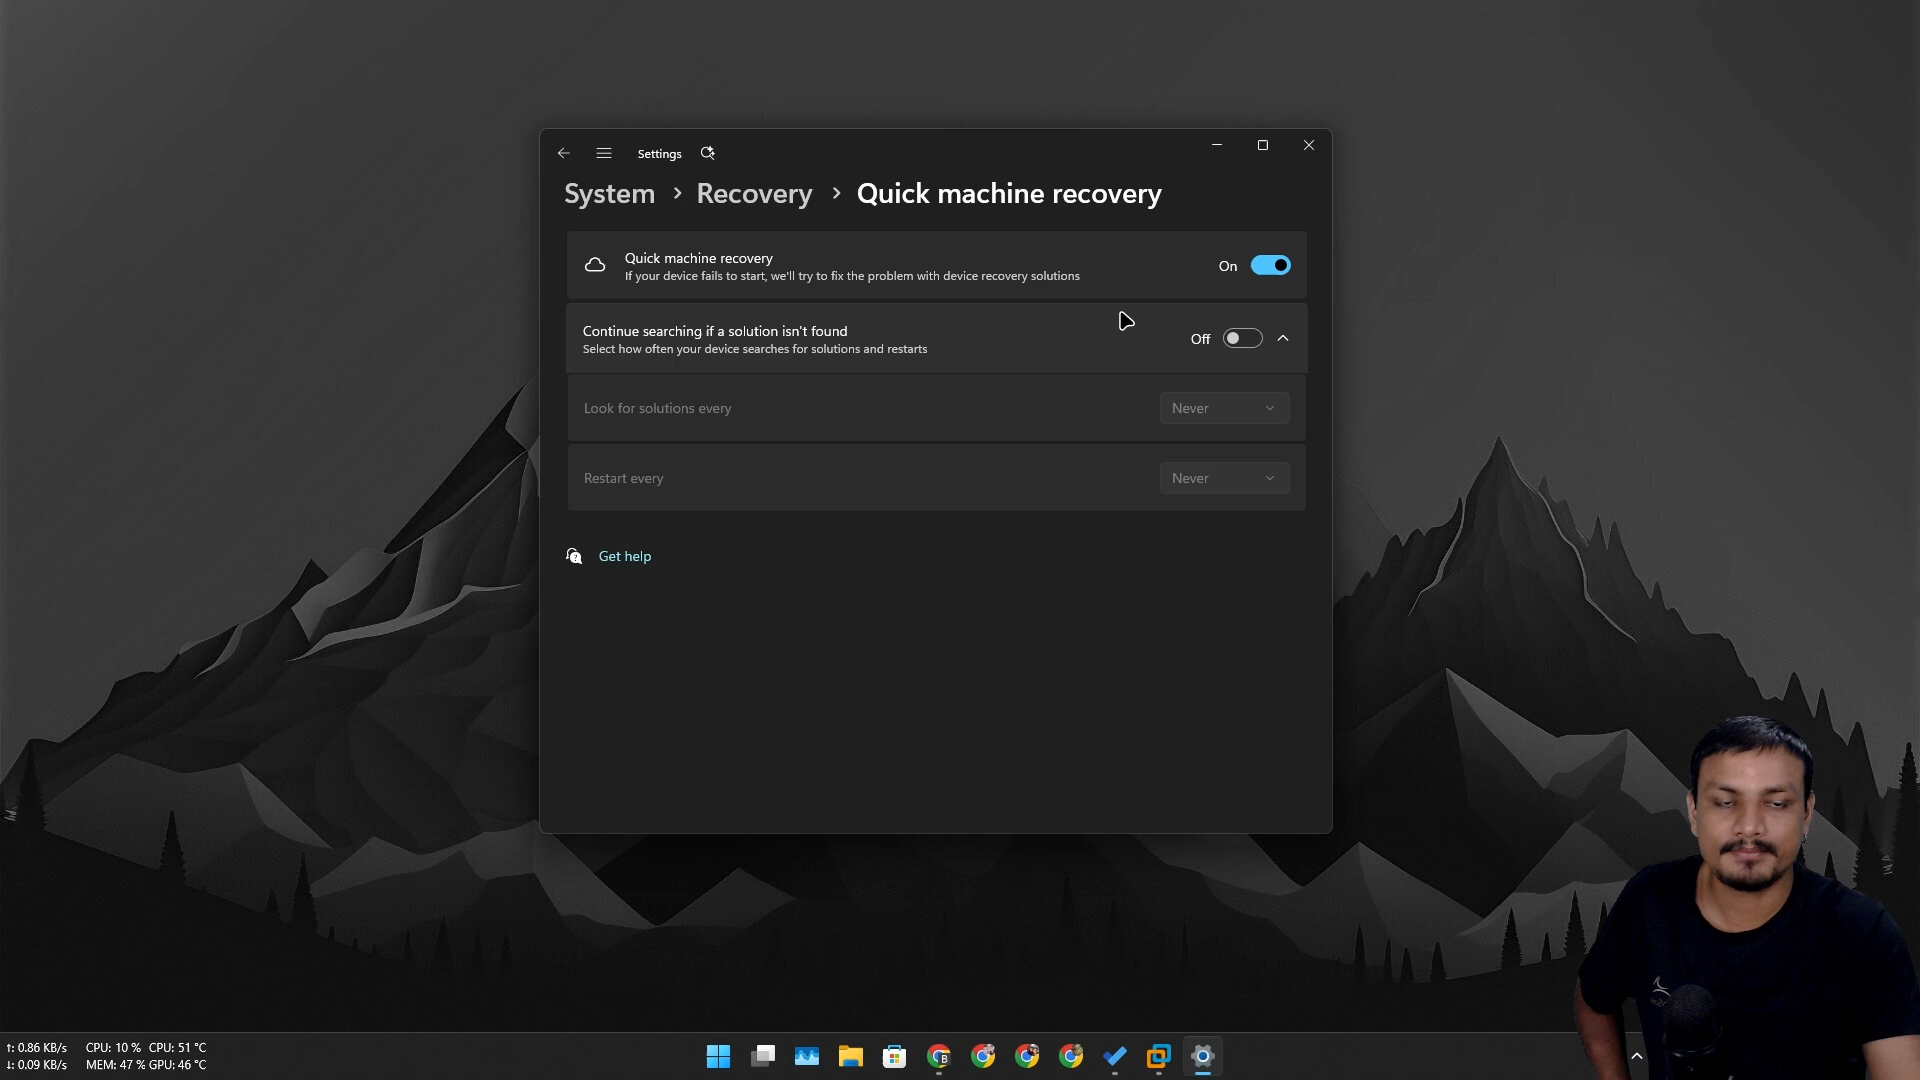 Settings
System > Recovery > Quick machine recovery
Quick machine recovery
If your device fails to start, we'll try to fix the problem with device recovery solutions
On
Continue searching if a solution isn't found
Select how often your device searches for solutions and restarts
Off
Look for solutions every
Never
Restart every
Never
Get help
↑: 0.86 KB/s CPU: 10 % CPU: 51 °C
↓: 0.09 KB/s MEM: 47 % GPU: 46 °C
B